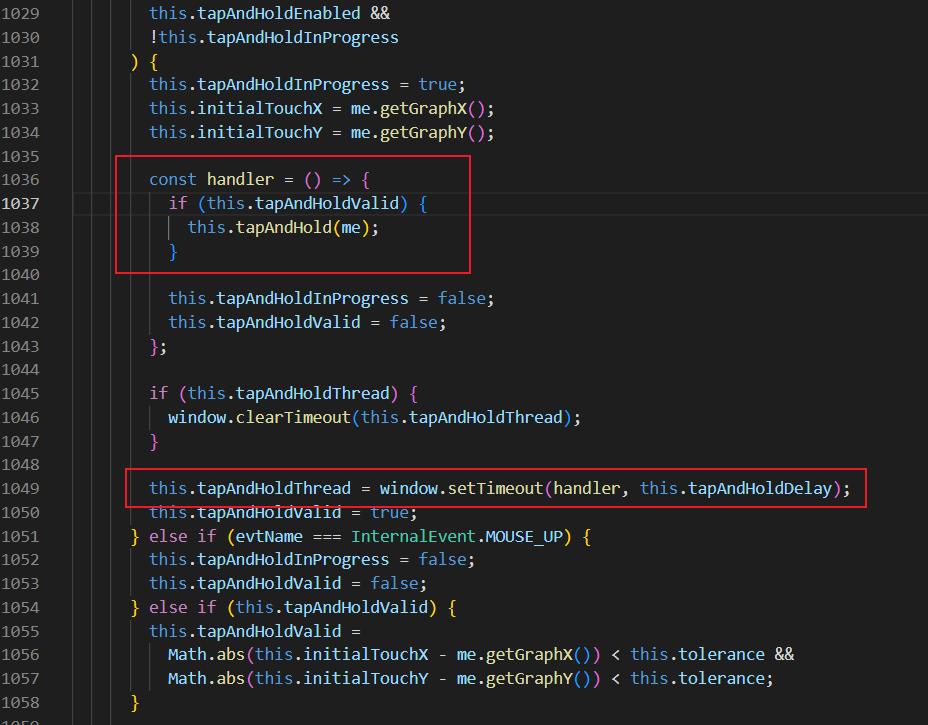 1029 this.tapAndHoldEnabled &&
1030 !this.tapAndHoldInProgress
1031 ) {
1032 this.tapAndHoldInProgress = true;
1033 this.initialTouchX = me.getGraphX();
1034 this.initialTouchY = me.getGraphY();
1035
1036 const handler = () => {
1037 if (this.tapAndHoldValid) {
1038 this.tapAndHold(me);
1039 }
1040
1041 this.tapAndHoldInProgress = false;
1042 this.tapAndHoldValid = false;
1043 };
1044
1045 if (this.tapAndHoldThread) {
1046 window.clearTimeout(this.tapAndHoldThread);
1047 }
1048
1049 this.tapAndHoldThread = window.setTimeout(handler, this.tapAndHoldDelay);
1050 this.tapAndHoldValid = true;
1051 } else if (evtName === InternalEvent.MOUSE_UP) {
1052 this.tapAndHoldInProgress = false;
1053 this.tapAndHoldValid = false;
1054 } else if (this.tapAndHoldValid) {
1055 this.tapAndHoldValid =
1056 Math.abs(this.initialTouchX - me.getGraphX()) < this.tolerance &&
1057 Math.abs(this.initialTouchY - me.getGraphY()) < this.tolerance;
1058 }